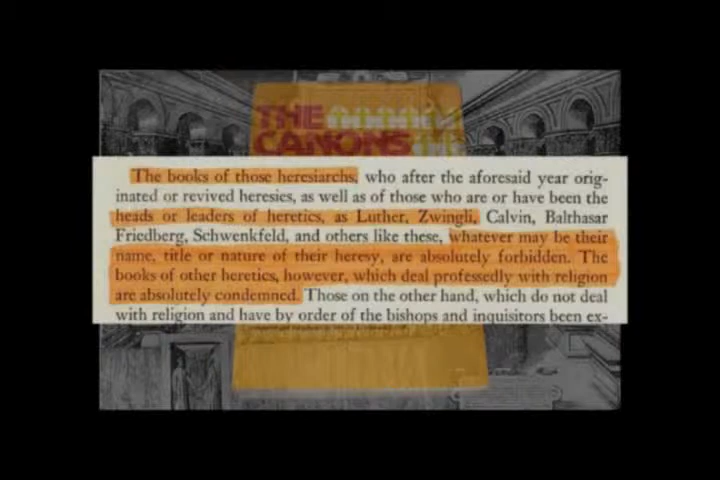 THE
CANONS
The books of those heresiarchs, who after the aforesaid year orig-
inated or revived heresies, as well as of those who are or have been the
heads or leaders of heretics, as Luther, Zwingli, Calvin, Balthasar
Friedberg, Schwenkfeld, and others like these, whatever may be their
name, title or nature of their heresy, are absolutely forbidden. The
books of other heretics, however, which deal professedly with religion
are absolutely condemned. Those on the other hand, which do not deal
with religion and have by order of the bishops and inquisitors been ex-